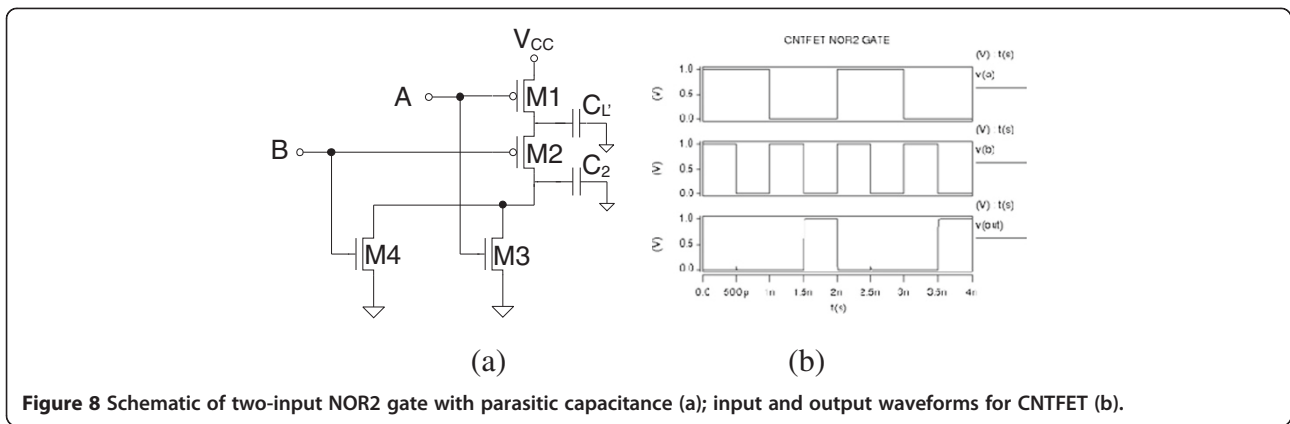 V_CC
A
M1
C_L'
B
M2
C_2
M4
M3
(a)
CNTFET NOR2 GATE
(V) : t(s)
v(a)
(V)
1.0
0.5
0.0
(V) : t(s)
v(b)
(V)
1.0
0.5
0.0
(V) : t(s)
v(out)
(V)
1.0
0.5
0.0
0.0 500p 1n 1.5n 2n 2.5n 3n 3.5n 4n
t(s)
(b)
Figure 8 Schematic of two-input NOR2 gate with parasitic capacitance (a); input and output waveforms for CNTFET (b).